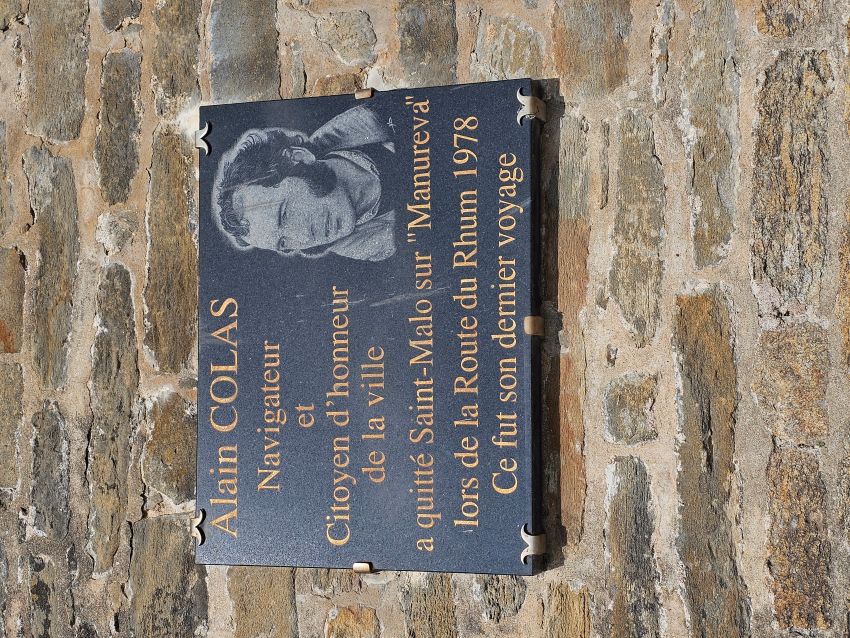 Alain COLAS
Navigateur
et
Citoyen d'honneur
de la ville
a quitté Saint-Malo sur "Manureva"
lors de la Route du Rhum 1978
Ce fut son dernier voyage